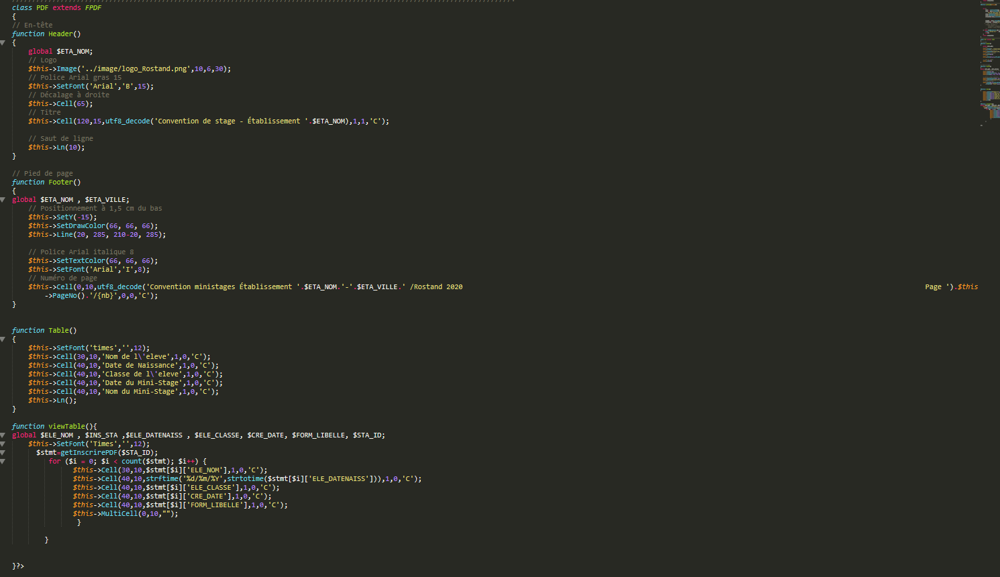 class PDF extends FPDF
{
// En-tête
function Header()
{
    global $ETA_NOM;
    // Logo
    $this->Image('../image/logo_Rostand.png',10,6,30);
    // Police Arial gras 15
    $this->SetFont('Arial','B',15);
    // Décalage à droite
    $this->Cell(65);
    // Titre
    $this->Cell(120,15,utf8_decode('Convention de stage - Établissement '.$ETA_NOM),1,1,'C');

    // Saut de ligne
    $this->Ln(10);
}

// Pied de page
function Footer()
{
global $ETA_NOM , $ETA_VILLE;
    // Positionnement à 1,5 cm du bas
    $this->SetY(-15);
    $this->SetDrawColor(66, 66, 66);
    $this->Line(20, 285, 210-20, 285);

    // Police Arial italique 8
    $this->SetTextColor(66, 66, 66);
    $this->SetFont('Arial','I',8);
    // Numéro de page
    $this->Cell(0,10,utf8_decode('Convention ministages Établissement '.$ETA_NOM.'-'.$ETA_VILLE.' /Rostand 2020                    Page ').$this
        ->PageNo().'/{nb}',0,0,'C');
}

function Table()
{
    $this->SetFont('times','',12);
    $this->Cell(30,10,'Nom de l\'eleve',1,0,'C');
    $this->Cell(40,10,'Date de Naissance',1,0,'C');
    $this->Cell(40,10,'Classe de l\'eleve',1,0,'C');
    $this->Cell(40,10,'Date du Mini-Stage',1,0,'C');
    $this->Cell(40,10,'Nom du Mini-Stage',1,0,'C');
    $this->Ln();
}

function viewTable(){
global $ELE_NOM , $INS_STA ,$ELE_DATENAISS , $ELE_CLASSE, $CRE_DATE, $FORM_LIBELLE, $STA_ID;
    $this->SetFont('Times','',12);
      $stmt=getInscrirePDF($STA_ID);
         for ($i = 0; $i < count($stmt); $i++) {
               $this->Cell(30,10,$stmt[$i]['ELE_NOM'],1,0,'C');
               $this->Cell(40,10,strftime('%d/%m/%Y',strtotime($stmt[$i]['ELE_DATENAISS'])),1,0,'C');
               $this->Cell(40,10,$stmt[$i]['ELE_CLASSE'],1,0,'C');
               $this->Cell(40,10,$stmt[$i]['CRE_DATE'],1,0,'C');
               $this->Cell(40,10,$stmt[$i]['FORM_LIBELLE'],1,0,'C');
               $this->MultiCell(0,10,"");
                }

        }

}?>